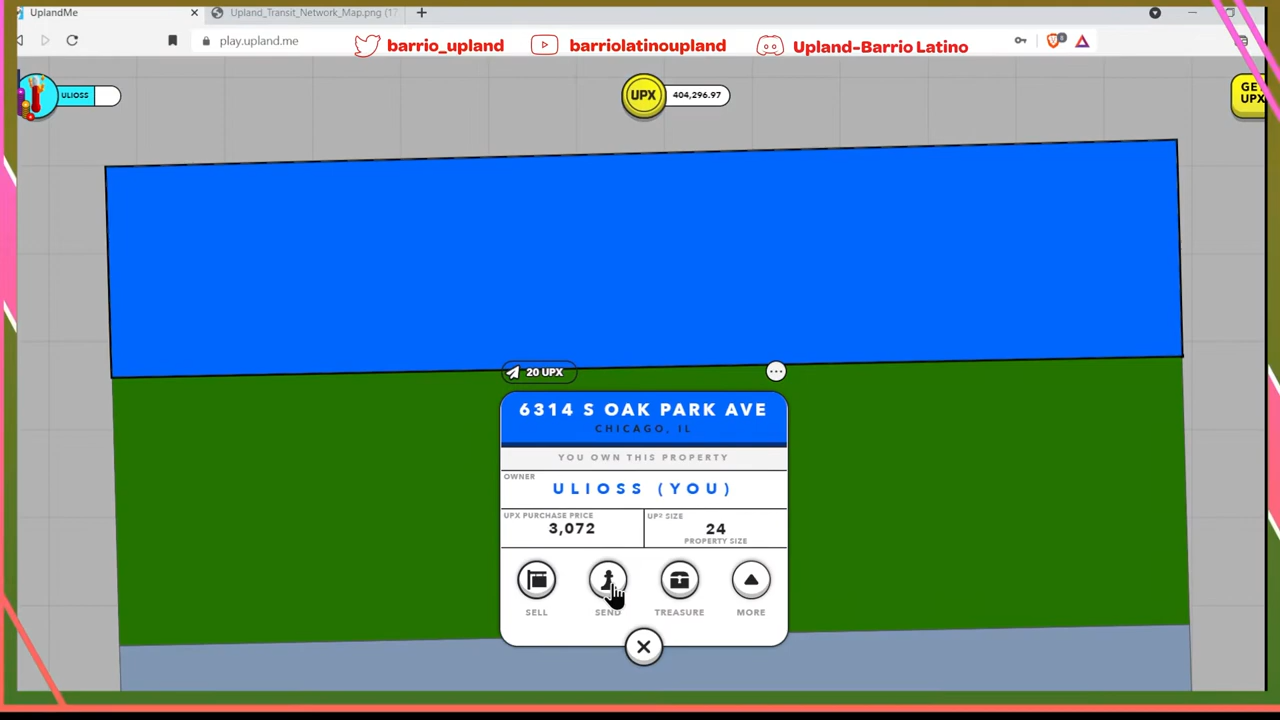 UplandMe
Upland_Transit_Network_Map.png (17
play.upland.me
barrio_upland
barriolatinoupland
Upland-Barrio Latino
ULIOSS
UPX
404,296.97
GE
UPX
20 UPX
6314 S OAK PARK AVE
CHICAGO, IL
YOU OWN THIS PROPERTY
OWNER
ULIOSS (YOU)
UPX PURCHASE PRICE
3,072
UP² SIZE
24
PROPERTY SIZE
SELL
SEND
TREASURE
MORE